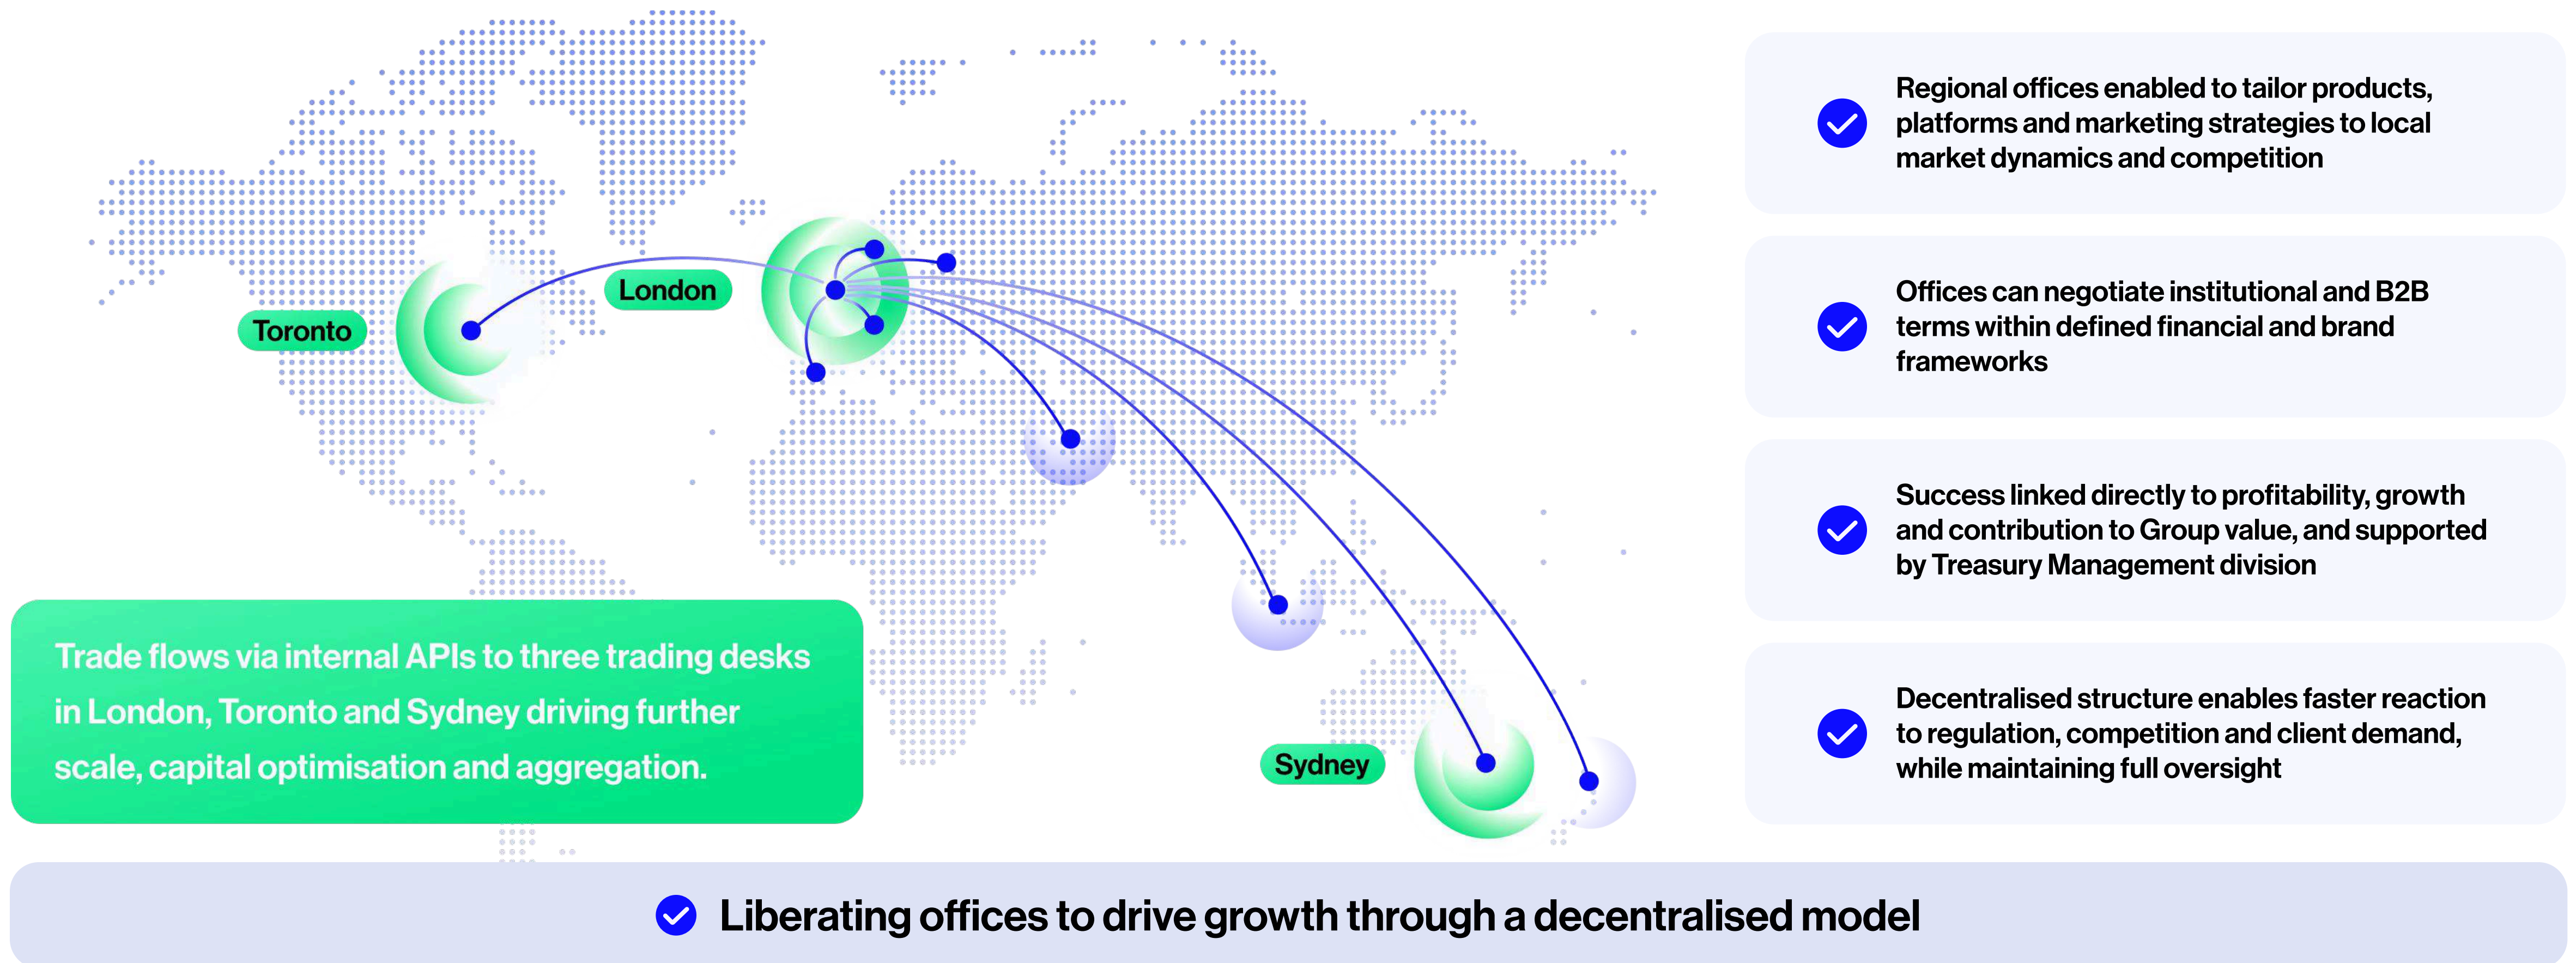 Toronto
London
Sydney
Trade flows via internal APIs to three trading desks
in London, Toronto and Sydney driving further
scale, capital optimisation and aggregation.
Regional offices enabled to tailor products,
platforms and marketing strategies to local
market dynamics and competition
Offices can negotiate institutional and B2B
terms within defined financial and brand
frameworks
Success linked directly to profitability, growth
and contribution to Group value, and supported
by Treasury Management division
Decentralised structure enables faster reaction
to regulation, competition and client demand,
while maintaining full oversight
Liberating offices to drive growth through a decentralised model